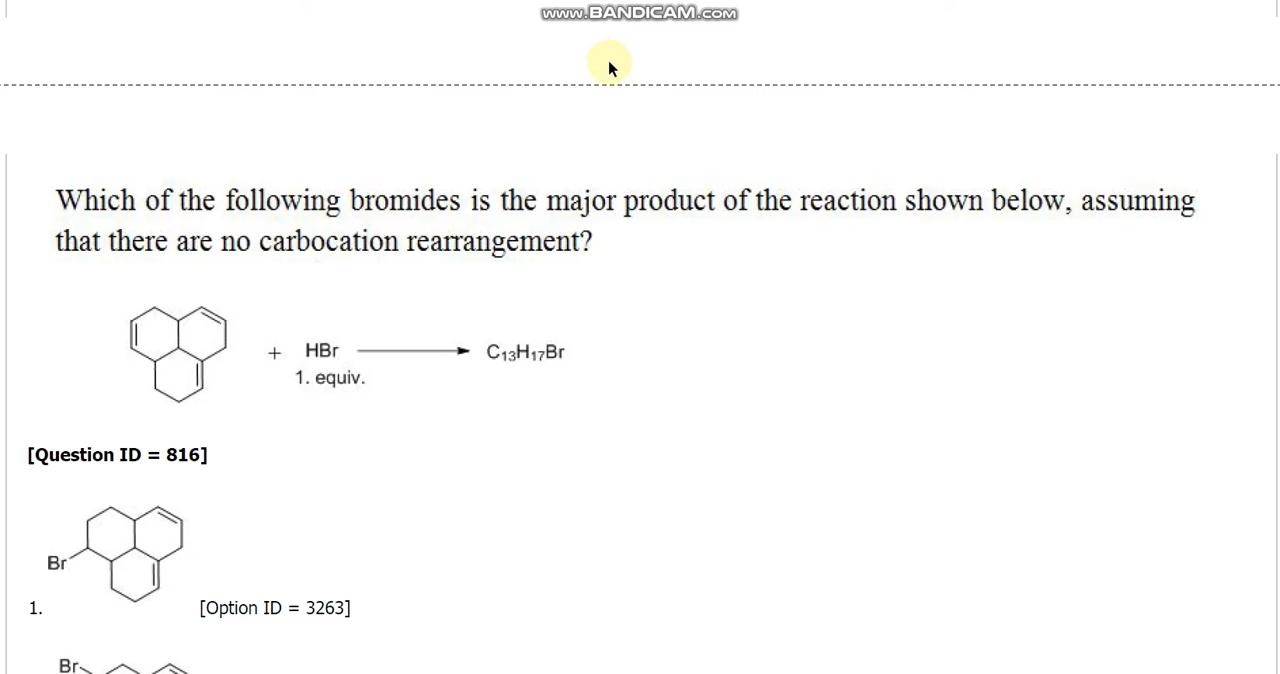 WWW.BANDICAM.COM
Which of the following bromides is the major product of the reaction shown below, assuming
that there are no carbocation rearrangement?
+ HBr C13H17Br
1. equiv.
[Question ID = 816]
Br
1. [Option ID = 3263]
Br